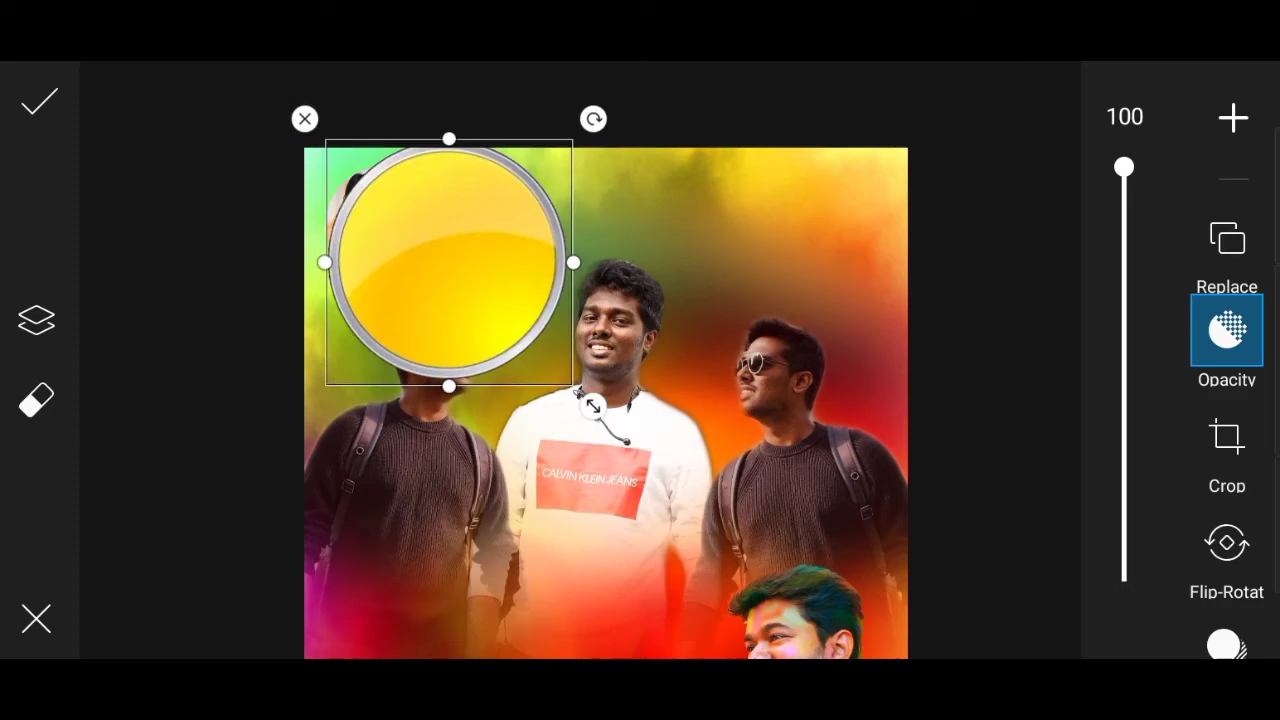 100
Replace
Opacity
CALVIN KLEIN JEANS
Crop
Flip-Rotat